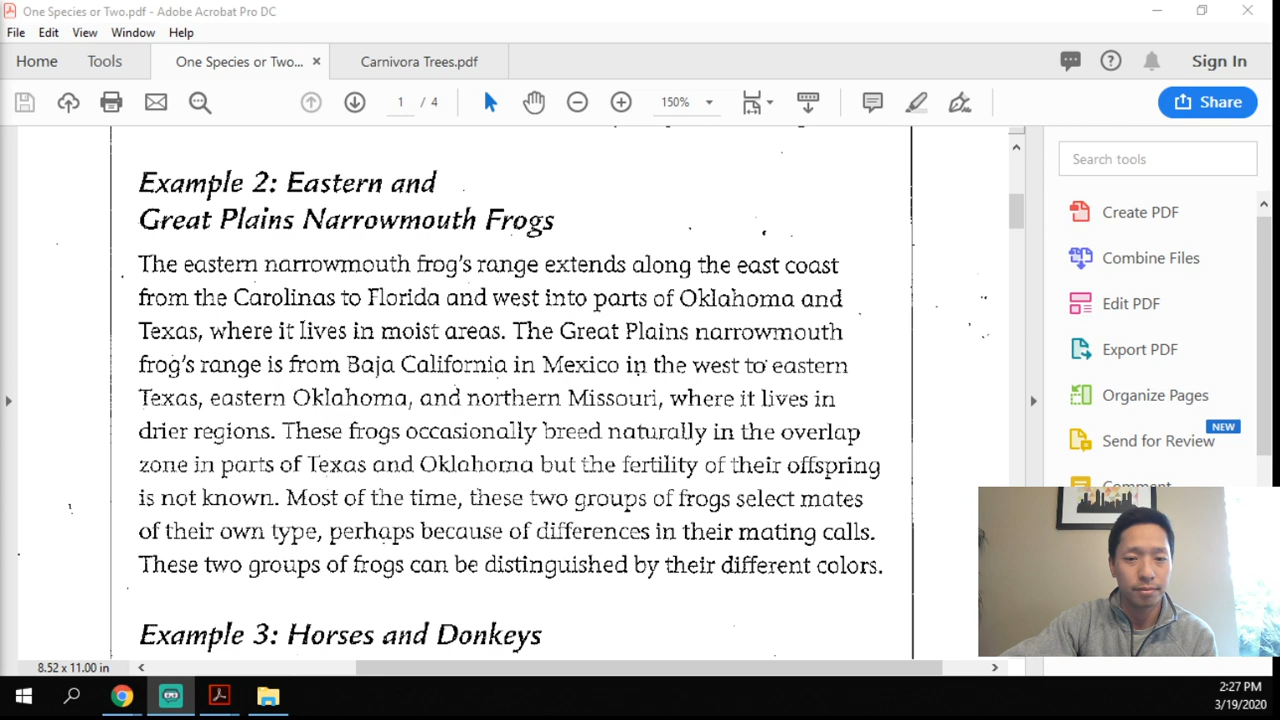 One Species or Two.pdf - Adobe Acrobat Pro DC
File Edit View Window Help
Home Tools One Species or Two... × Carnivora Trees.pdf Sign In
1 / 4 150% Share
Example 2: Eastern and
Great Plains Narrowmouth Frogs
The eastern narrowmouth frog's range extends along the east coast
from the Carolinas to Florida and west into parts of Oklahoma and
Texas, where it lives in moist areas. The Great Plains narrowmouth
frog's range is from Baja California in Mexico in the west to eastern
Texas, eastern Oklahoma, and northern Missouri, where it lives in
drier regions. These frogs occasionally breed naturally in the overlap
zone in parts of Texas and Oklahoma but the fertility of their offspring
is not known. Most of the time, these two groups of frogs select mates
of their own type, perhaps because of differences in their mating calls.
These two groups of frogs can be distinguished by their different colors.
Example 3: Horses and Donkeys
Search tools
Create PDF
Combine Files
Edit PDF
Export PDF
Organize Pages
NEW
Send for Review
Comment
8.52 x 11.00 in
2:27 PM
3/19/2020